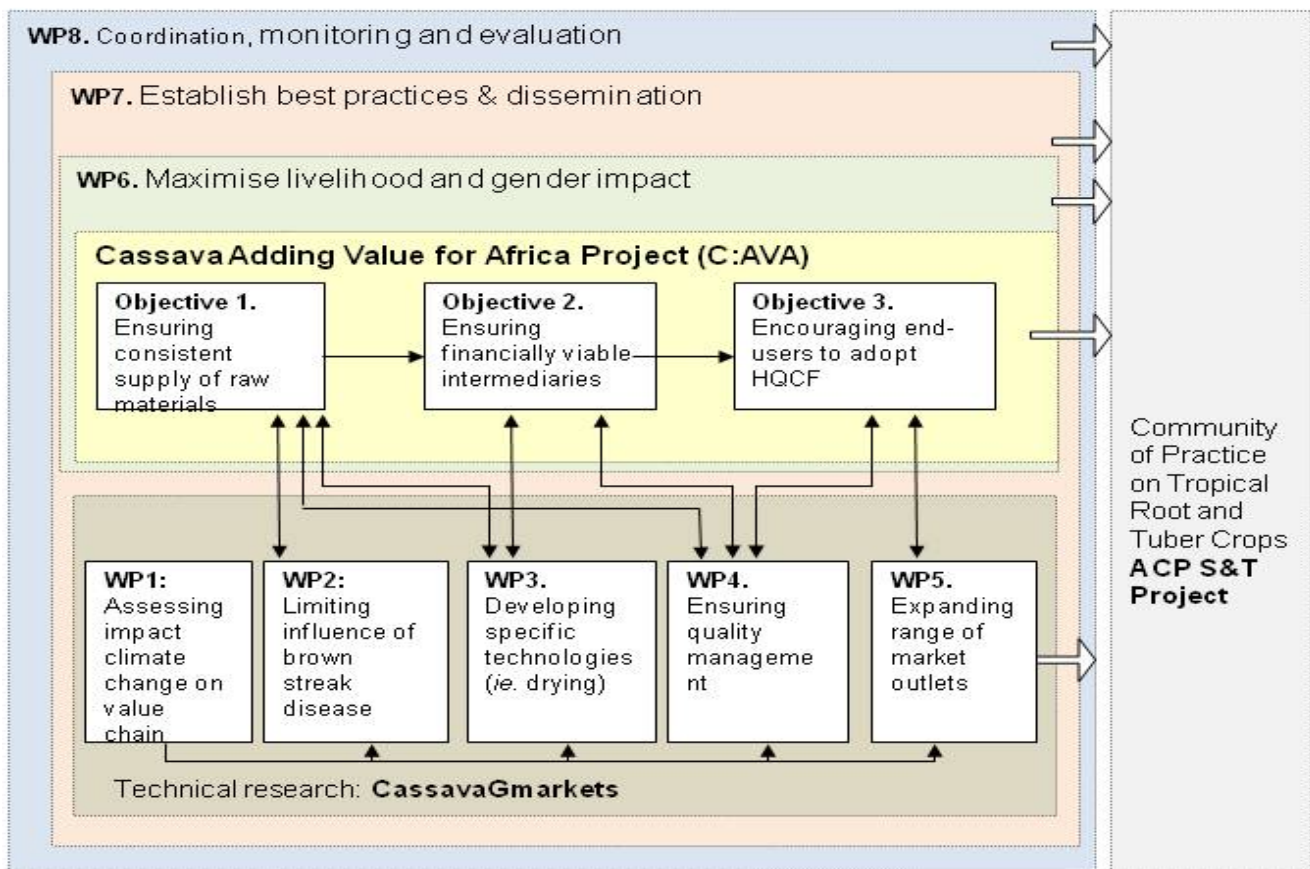 WP8. Coordination, monitoring and evaluation
WP7. Establish best practices & dissemination
WP6. Maximise livelihood and gender impact
Cassava Adding Value for Africa Project (C:AVA)
Objective 1.
Ensuring
consistent
supply of raw
materials
Objective 2.
Ensuring
financially viable
intermediaries
Objective 3.
Encouraging end-
users to adopt
HQCF
WP1:
Assessing
impact
climate
change on
value
chain
WP2:
Limiting
influence of
brown
streak
disease
WP3.
Developing
specific
technologies
(ie. drying)
WP4.
Ensuring
quality
manageme
nt
WP5.
Expanding
range of
market
outlets
Technical research: CassavaGmarkets
Community
of Practice
on Tropical
Root and
Tuber Crops
ACP S&T
Project